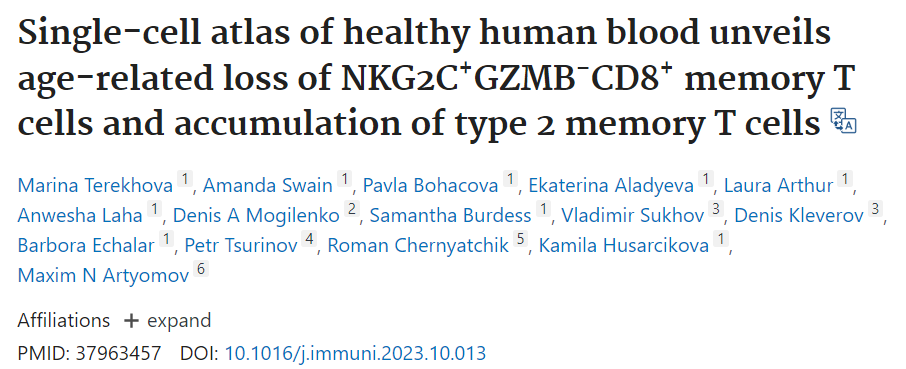 Single-cell atlas of healthy human blood unveils
age-related loss of NKG2C⁺GZMB⁻CD8⁺ memory T
cells and accumulation of type 2 memory T cells
Marina Terekhova 1, Amanda Swain 1, Pavla Bohacova 1, Ekaterina Aladyeva 1, Laura Arthur 1,
Anwesha Laha 1, Denis A Mogilenko 2, Samantha Burdess 1, Vladimir Sukhov 3, Denis Kleverov 3,
Barbora Echalar 1, Petr Tsurinov 4, Roman Chernyatchik 5, Kamila Husarcikova 1,
Maxim N Artyomov 6
Affiliations + expand
PMID: 37963457 DOI: 10.1016/j.immuni.2023.10.013